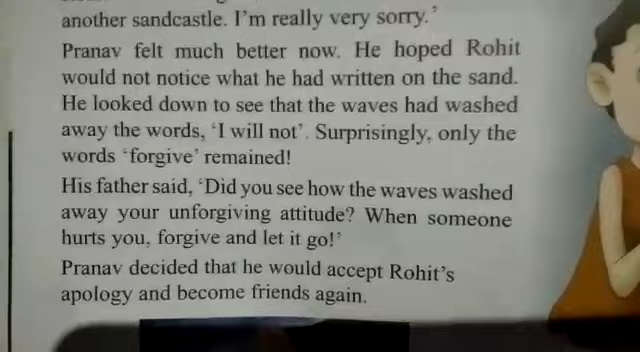 another sandcastle. I'm really very sorry.'
Pranav felt much better now. He hoped Rohit
would not notice what he had written on the sand.
He looked down to see that the waves had washed
away the words, 'I will not'. Surprisingly, only the
words 'forgive' remained!
His father said, 'Did you see how the waves washed
away your unforgiving attitude? When someone
hurts you, forgive and let it go!'
Pranav decided that he would accept Rohit's
apology and become friends again.